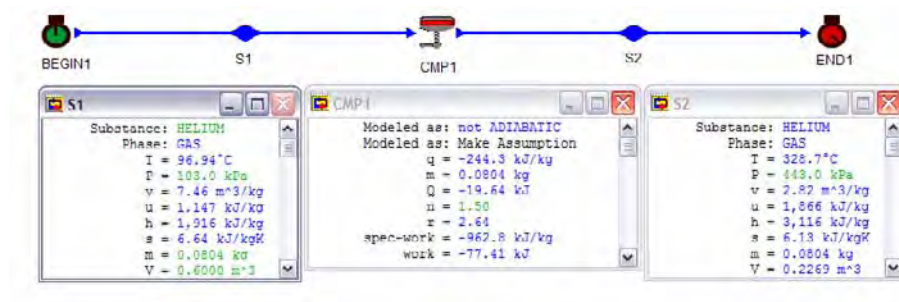 BEGIN1 S1 CMP1 S2 END1
S1
Substance: HELIUM
Phase: GAS
T = 96.94°C
P = 103.0 kPa
v = 7.46 m^3/kg
u = 1,147 kJ/kg
h = 1,916 kJ/kg
s = 6.64 kJ/kgK
m = 0.0804 kg
V = 0.6000 m^3
CMP1
Modeled as: not ADIABATIC
Modeled as: Make Assumption
q = -244.3 kJ/kg
m = 0.0804 kg
Q = -19.64 kJ
n = 1.50
r = 2.64
spec-work = -962.8 kJ/kg
work = -77.41 kJ
S2
Substance: HELIUM
Phase: GAS
T = 328.7°C
P = 443.0 kPa
v = 2.82 m^3/kg
u = 1,866 kJ/kg
h = 3,116 kJ/kg
s = 6.13 kJ/kgK
m = 0.0804 kg
V = 0.2269 m^3